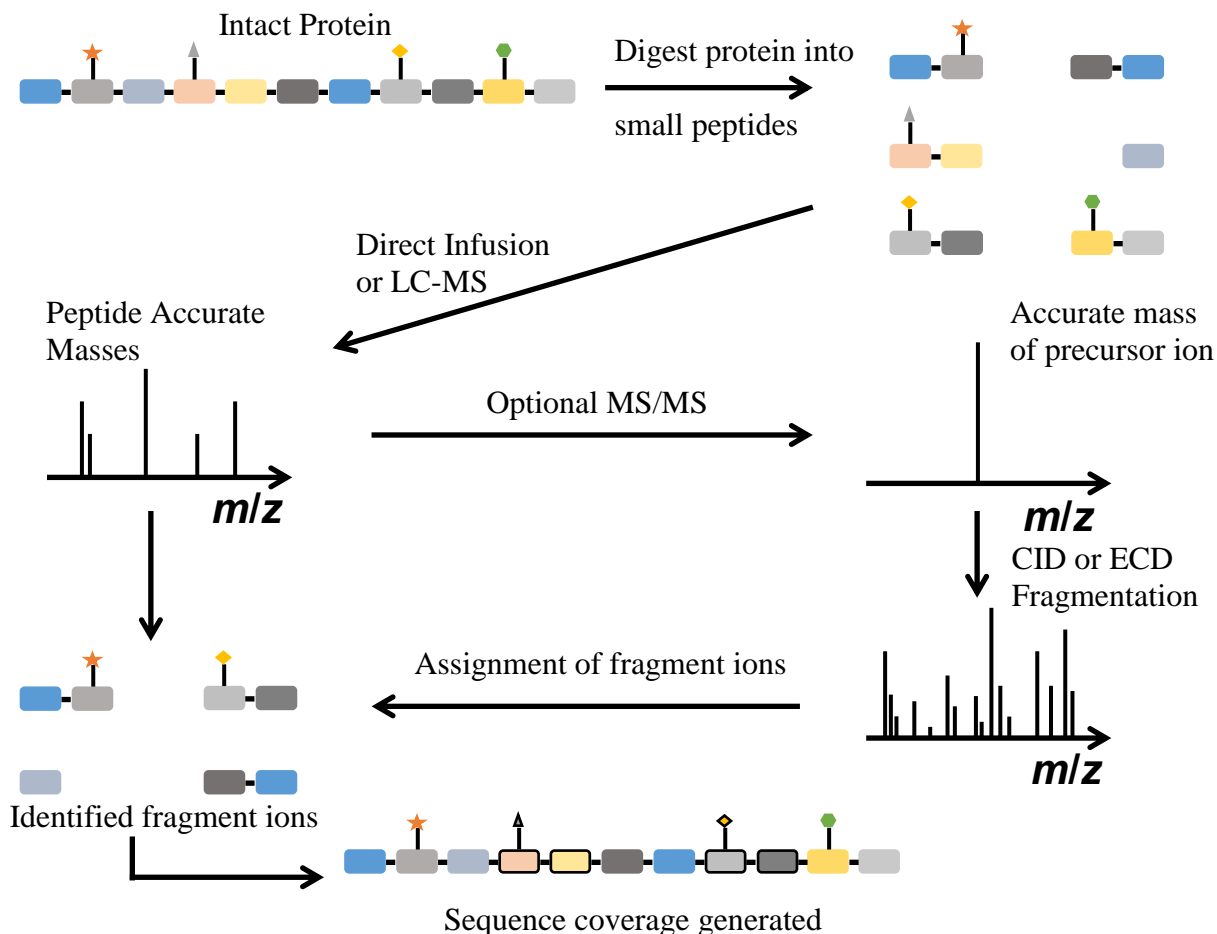 Intact Protein
Digest protein into
small peptides
Direct Infusion
or LC-MS
Peptide Accurate
Masses
m/z
Optional MS/MS
Accurate mass
of precursor ion
m/z
CID or ECD
Fragmentation
m/z
Assignment of fragment ions
Identified fragment ions
Sequence coverage generated